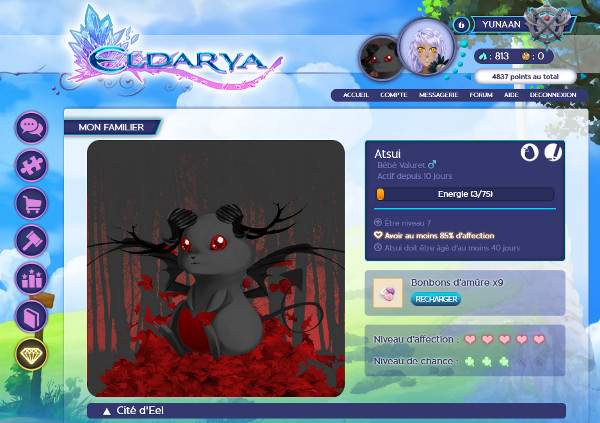 ELDARYA
6 YUNAAN
: 813 : 0
4837 points au total
ACCUEIL COMPTE MESSAGERIE FORUM AIDE DECONNEXION
MON FAMILIER
Atsui
Bébé Valuret ♂
Actif depuis 10 jours
Energie (3/75)
Être niveau 7
Avoir au moins 85% d'affection
Atsui doit être âgé d'au moins 40 jours
Bonbons d'amûre x9
RECHARGER
Niveau d'affection :
Niveau de chance :
▲ Cité d'Eel